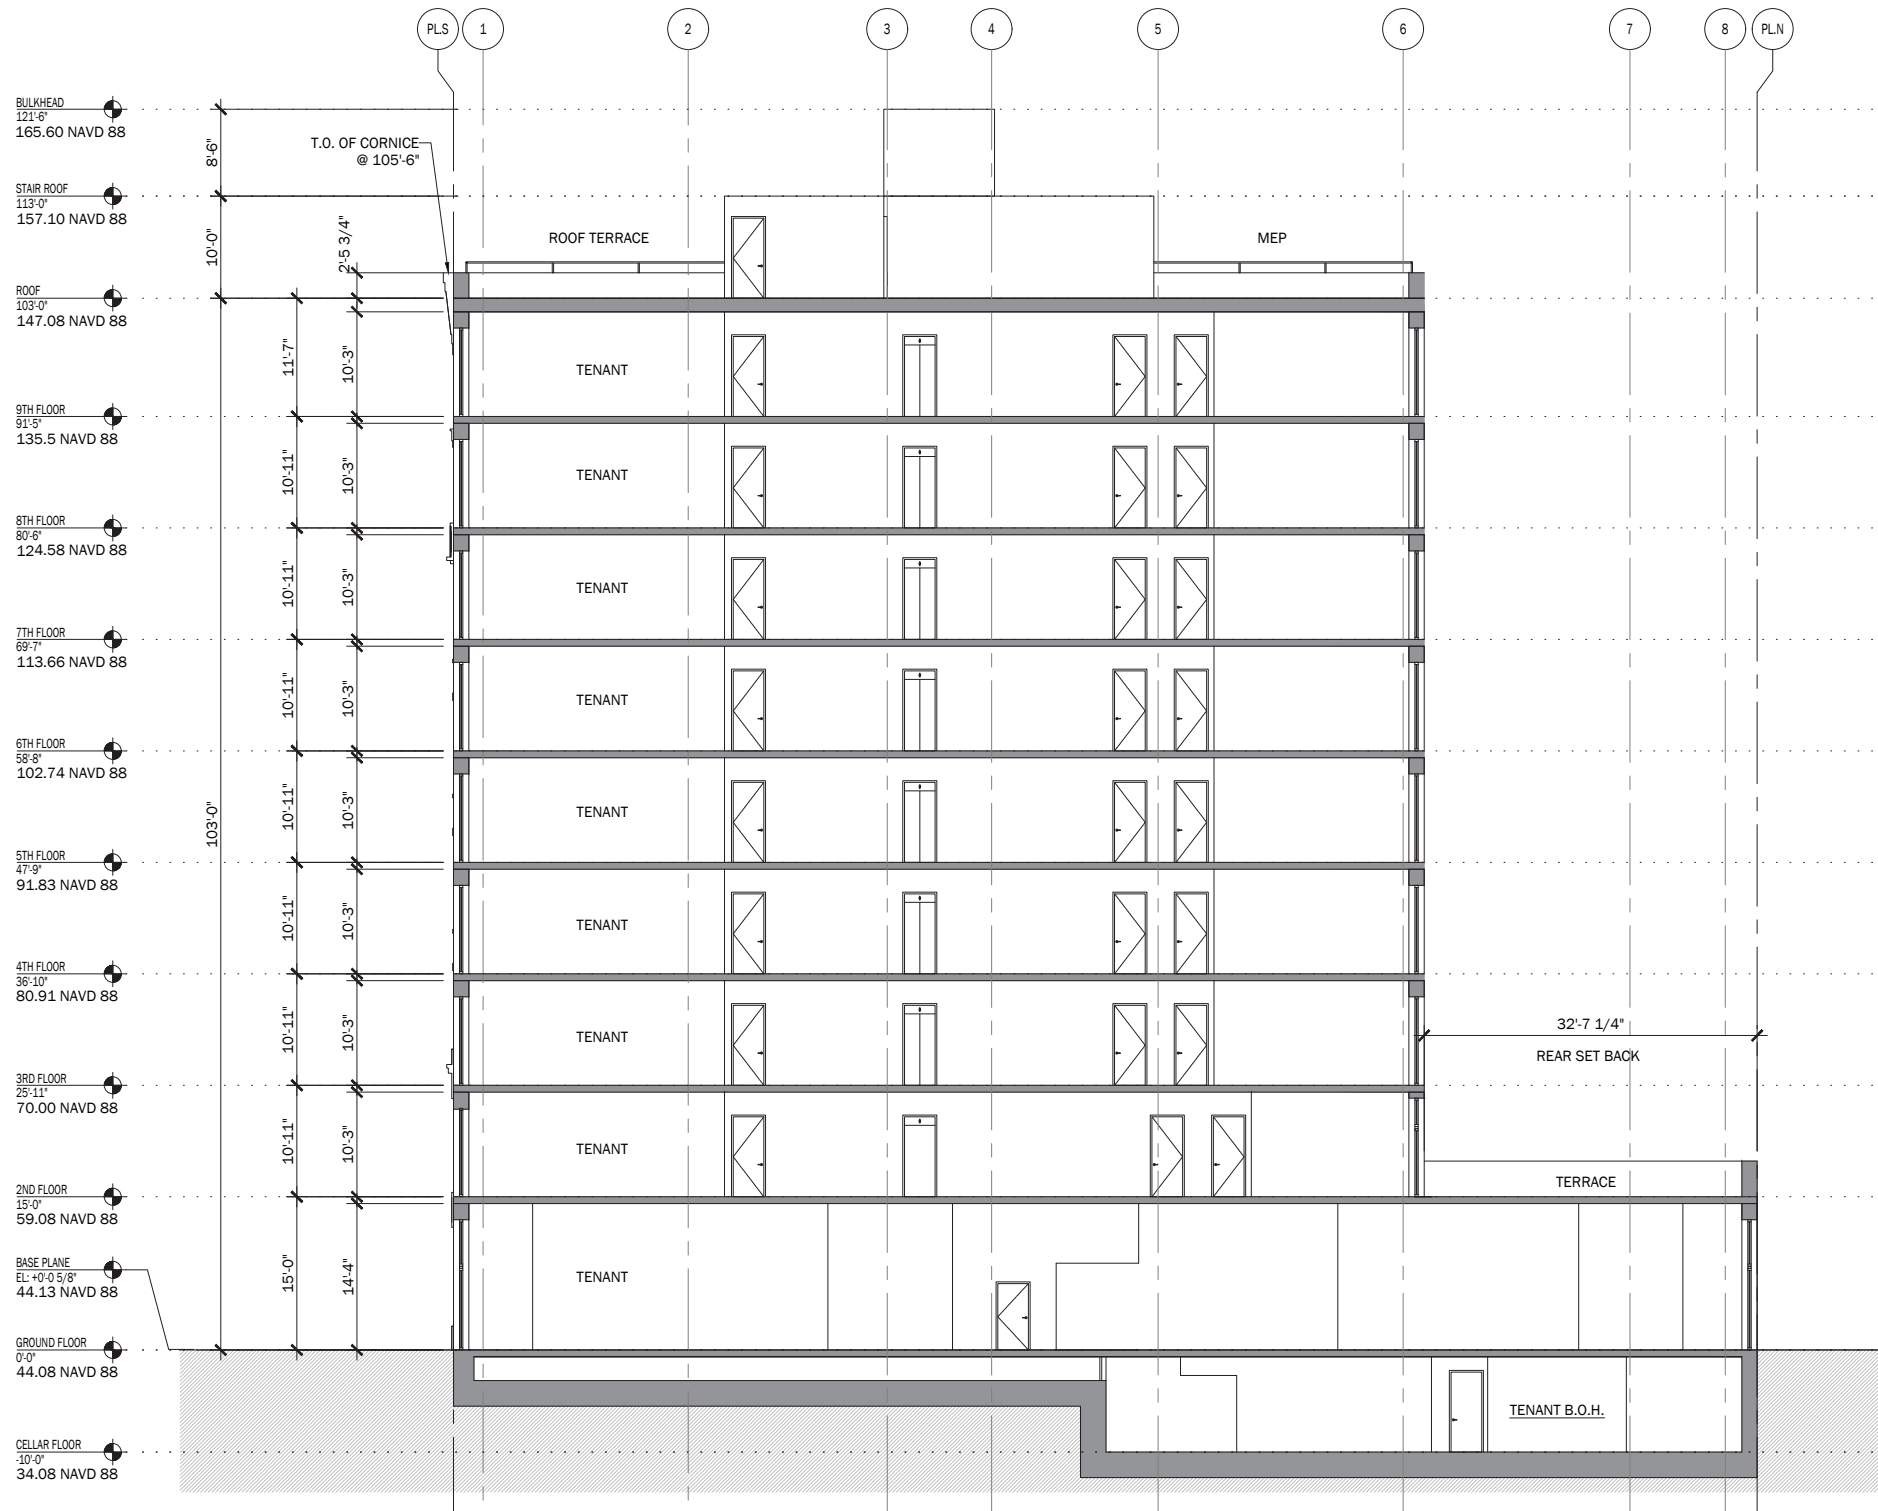 PL.S
1
2
3
4
5
6
7
8
PL.N
BULKHEAD
121'-6"
165.60 NAVD 88
8'-6"
T.O. OF CORNICE
@ 105'-6"
STAIR ROOF
113'-0"
157.10 NAVD 88
10'-0"
2'-5 3/4"
ROOF TERRACE
MEP
ROOF
103'-0"
147.08 NAVD 88
11'-7"
10'-3"
TENANT
9TH FLOOR
91'-5"
135.5 NAVD 88
10'-11"
10'-3"
TENANT
8TH FLOOR
80'-6"
124.58 NAVD 88
10'-11"
10'-3"
TENANT
7TH FLOOR
69'-7"
113.66 NAVD 88
10'-11"
10'-3"
TENANT
6TH FLOOR
58'-8"
102.74 NAVD 88
103'-0"
10'-11"
10'-3"
TENANT
5TH FLOOR
47'-9"
91.83 NAVD 88
10'-11"
10'-3"
TENANT
4TH FLOOR
36'-10"
80.91 NAVD 88
10'-11"
10'-3"
TENANT
32'-7 1/4"
REAR SET BACK
3RD FLOOR
25'-11"
70.00 NAVD 88
10'-11"
10'-3"
TENANT
TERRACE
2ND FLOOR
15'-0"
59.08 NAVD 88
BASE PLANE
EL: +0'-0 5/8"
44.13 NAVD 88
15'-0"
14'-4"
TENANT
GROUND FLOOR
0'-0"
44.08 NAVD 88
TENANT B.O.H.
CELLAR FLOOR
-10'-0"
34.08 NAVD 88